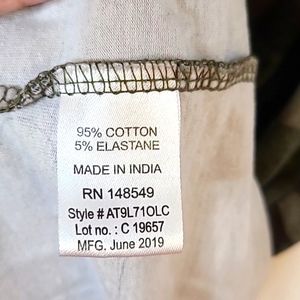 95% COTTON
5% ELASTANE
MADE IN INDIA
RN 148549
Style # AT9L71OLC
Lot no. : C 19657
MFG. June 2019